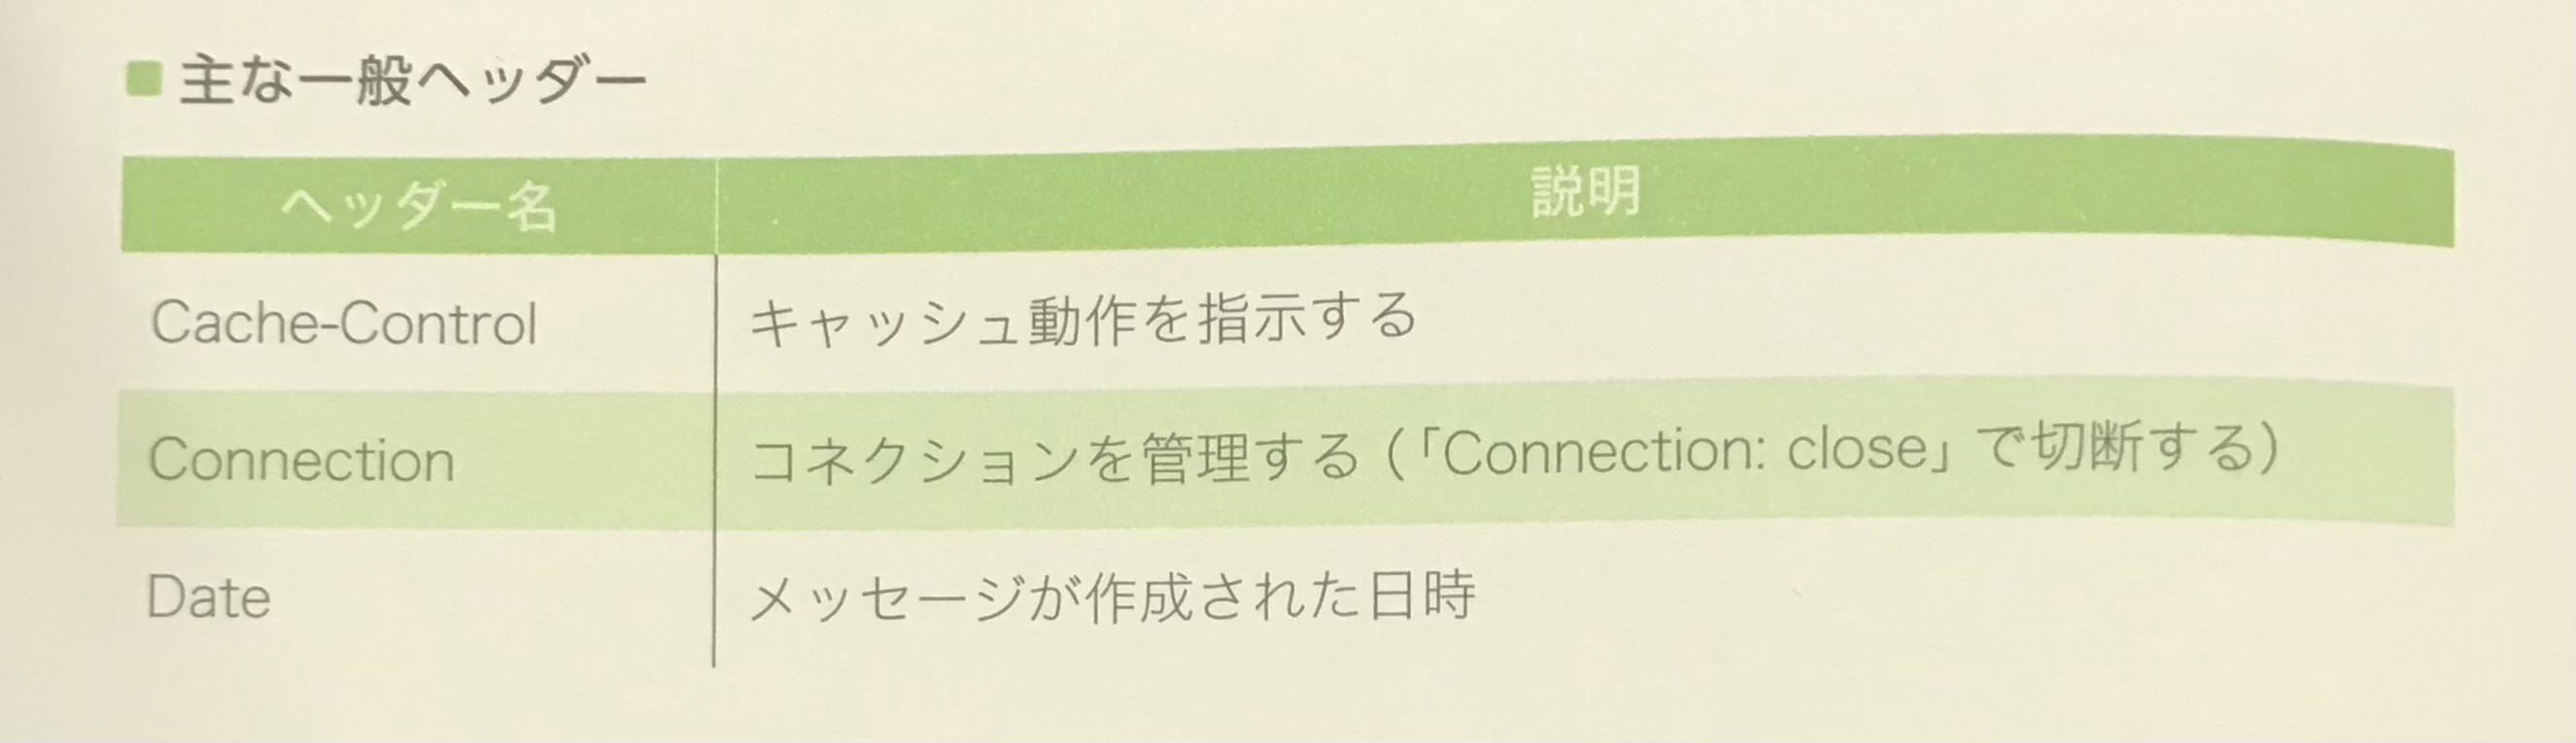 ■主な一般ヘッダー
ヘッダー名 説明
Cache-Control キャッシュ動作を指示する
Connection コネクションを管理する（「Connection: close」で切断する）
Date メッセージが作成された日時